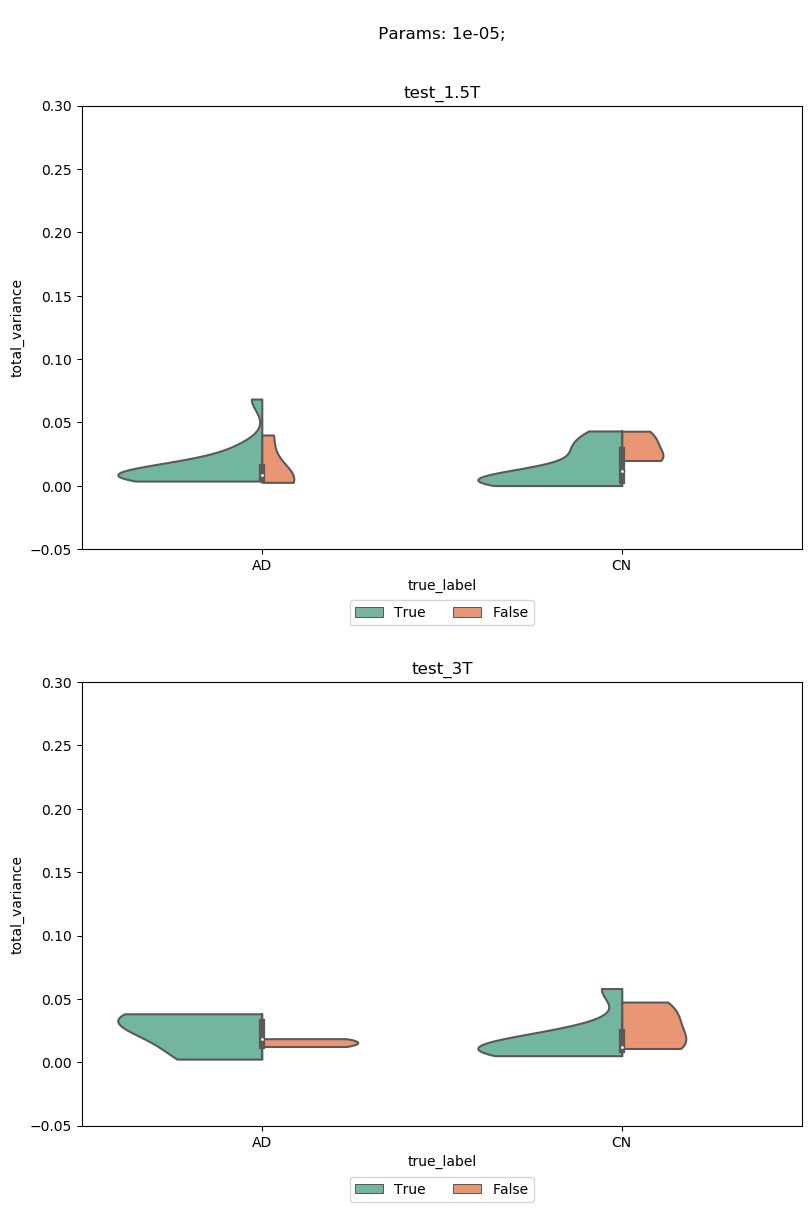 Params: 1e-05;
test_1.5T
0.30
0.25
0.20
0.15
0.10
0.05
0.00
−0.05
total_variance
AD CN
true_label
True False
test_3T
0.30
0.25
0.20
0.15
0.10
0.05
0.00
−0.05
total_variance
AD CN
true_label
True False